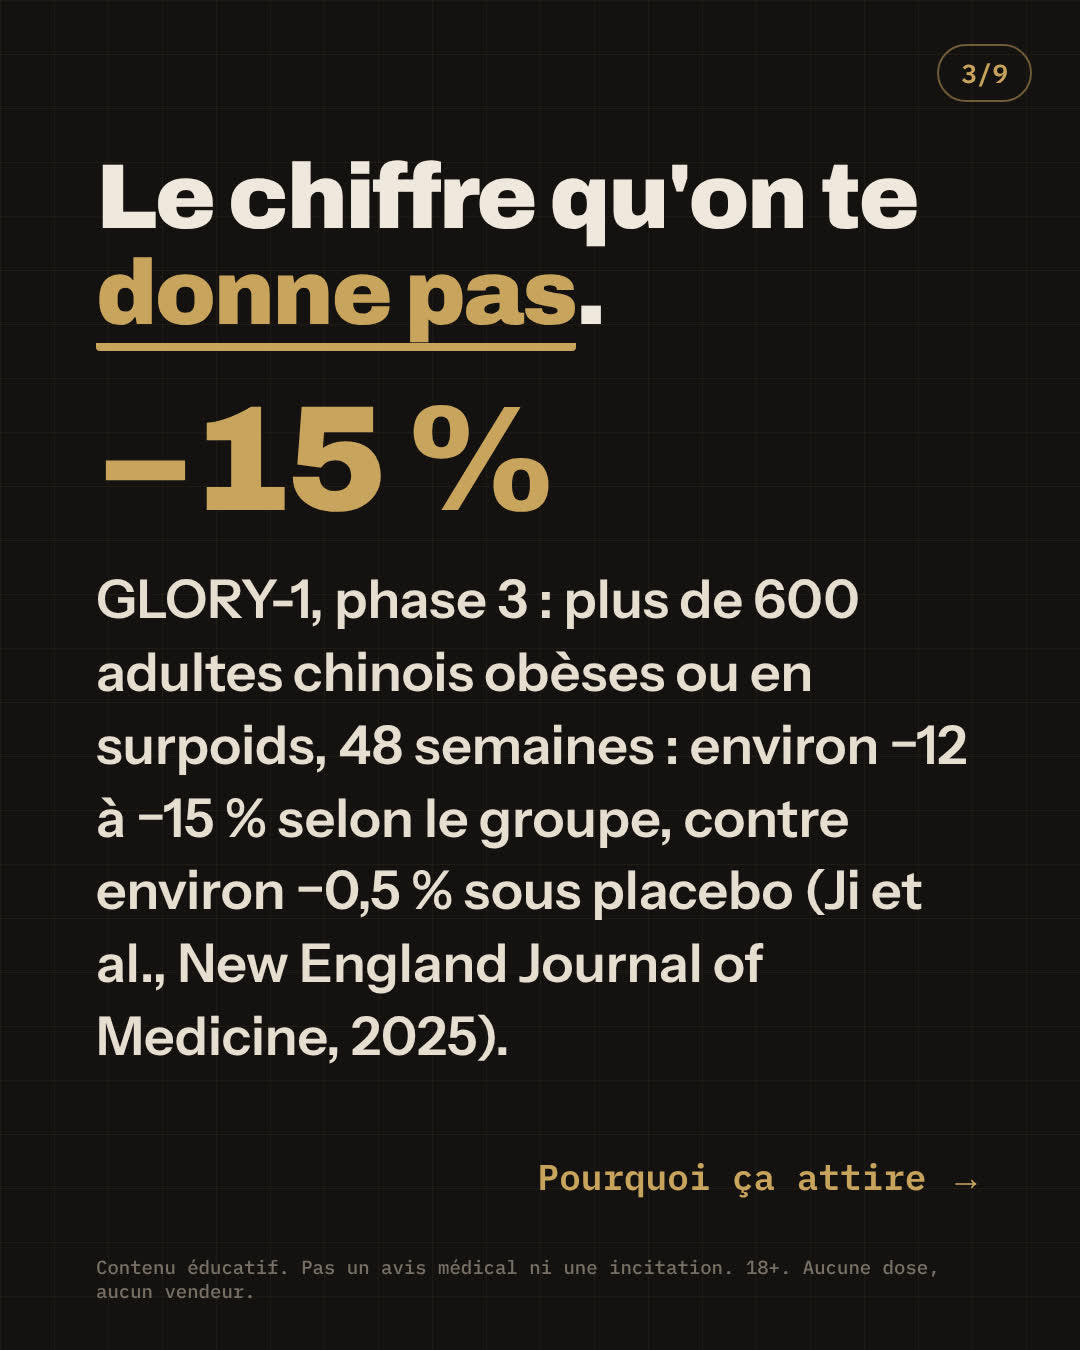 3/9
Le chiffre qu'on te
donne pas.
−15 %
GLORY-1, phase 3 : plus de 600
adultes chinois obèses ou en
surpoids, 48 semaines : environ −12
à −15 % selon le groupe, contre
environ −0,5 % sous placebo (Ji et
al., New England Journal of
Medicine, 2025).
Pourquoi ça attire →
Contenu éducatif. Pas un avis médical ni une incitation. 18+. Aucune dose,
aucun vendeur.